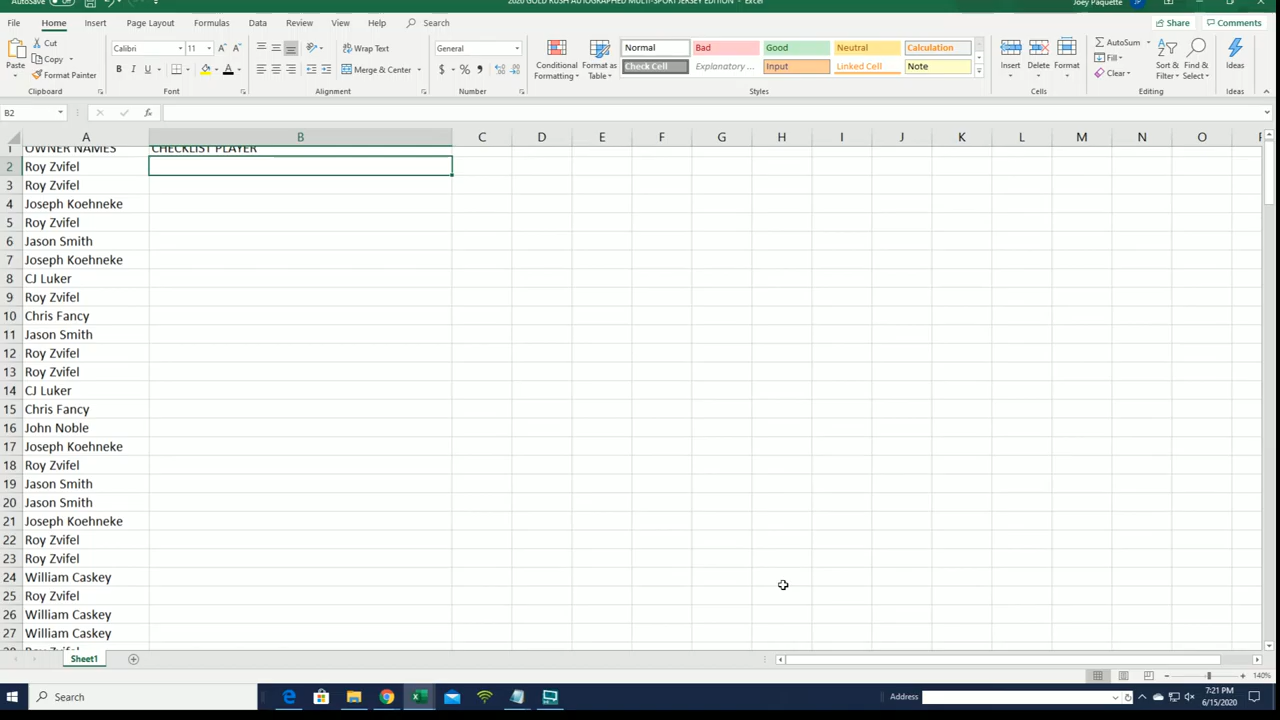 AutoSave 2020 GOLD RUSH AUTOGRAPHED MULTI-SPORT JERSEY EDITION - Excel Joey Paquette JP
File Home Insert Page Layout Formulas Data Review View Help Search Share Comments
Paste Cut Copy Format Painter
Calibri 11 Wrap Text Merge & Center
General
Conditional Formatting Format as Table
Normal Bad Good Neutral Calculation
Check Cell Explanatory ... Input Linked Cell Note
Insert Delete Format
AutoSum Fill Clear Sort & Filter Find & Select Ideas
Clipboard Font Alignment Number Styles Cells Editing Ideas
B2 fx
A B C D E F G H I J K L M N O P
1 OWNER NAMES CHECKLIST PLAYER
2 Roy Zvifel
3 Roy Zvifel
4 Joseph Koehneke
5 Roy Zvifel
6 Jason Smith
7 Joseph Koehneke
8 CJ Luker
9 Roy Zvifel
10 Chris Fancy
11 Jason Smith
12 Roy Zvifel
13 Roy Zvifel
14 CJ Luker
15 Chris Fancy
16 John Noble
17 Joseph Koehneke
18 Roy Zvifel
19 Jason Smith
20 Jason Smith
21 Joseph Koehneke
22 Roy Zvifel
23 Roy Zvifel
24 William Caskey
25 Roy Zvifel
26 William Caskey
27 William Caskey
28 Roy Zvifel
Sheet1
140%
Search Address 7:21 PM
6/15/2020